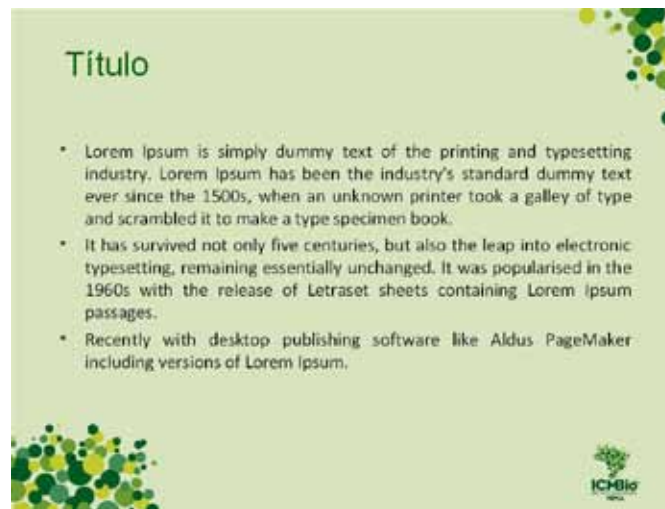 Título
• Lorem Ipsum is simply dummy text of the printing and typesetting
industry. Lorem Ipsum has been the industry's standard dummy text
ever since the 1500s, when an unknown printer took a galley of type
and scrambled it to make a type specimen book.
• It has survived not only five centuries, but also the leap into electronic
typesetting, remaining essentially unchanged. It was popularised in the
1960s with the release of Letraset sheets containing Lorem Ipsum
passages.
• Recently with desktop publishing software like Aldus PageMaker
including versions of Lorem Ipsum.
ICMBio